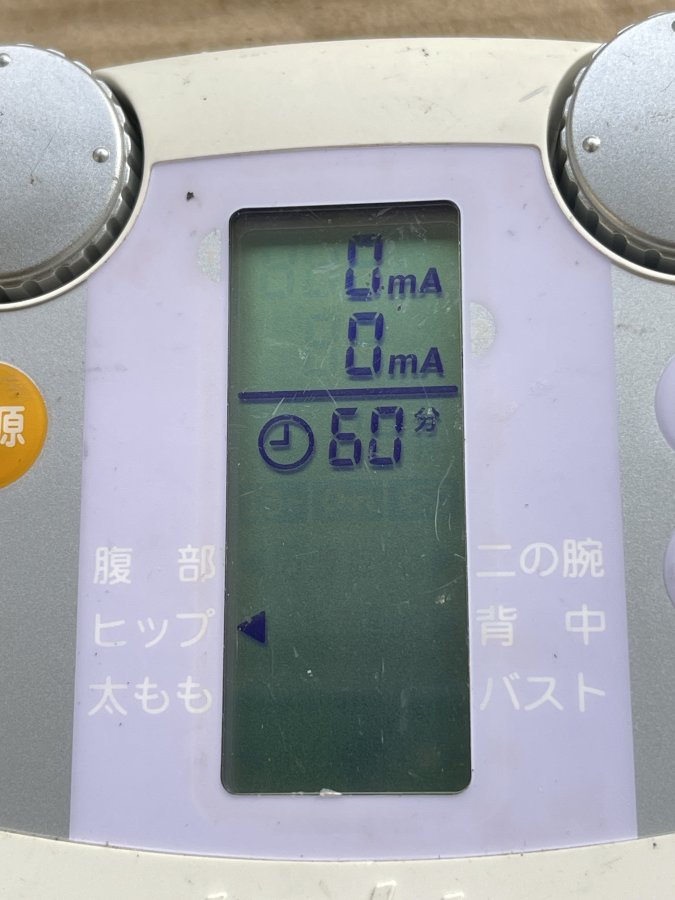 0mA
0mA
60分
原
腹部 二の腕
ヒップ 背中
太もも バスト